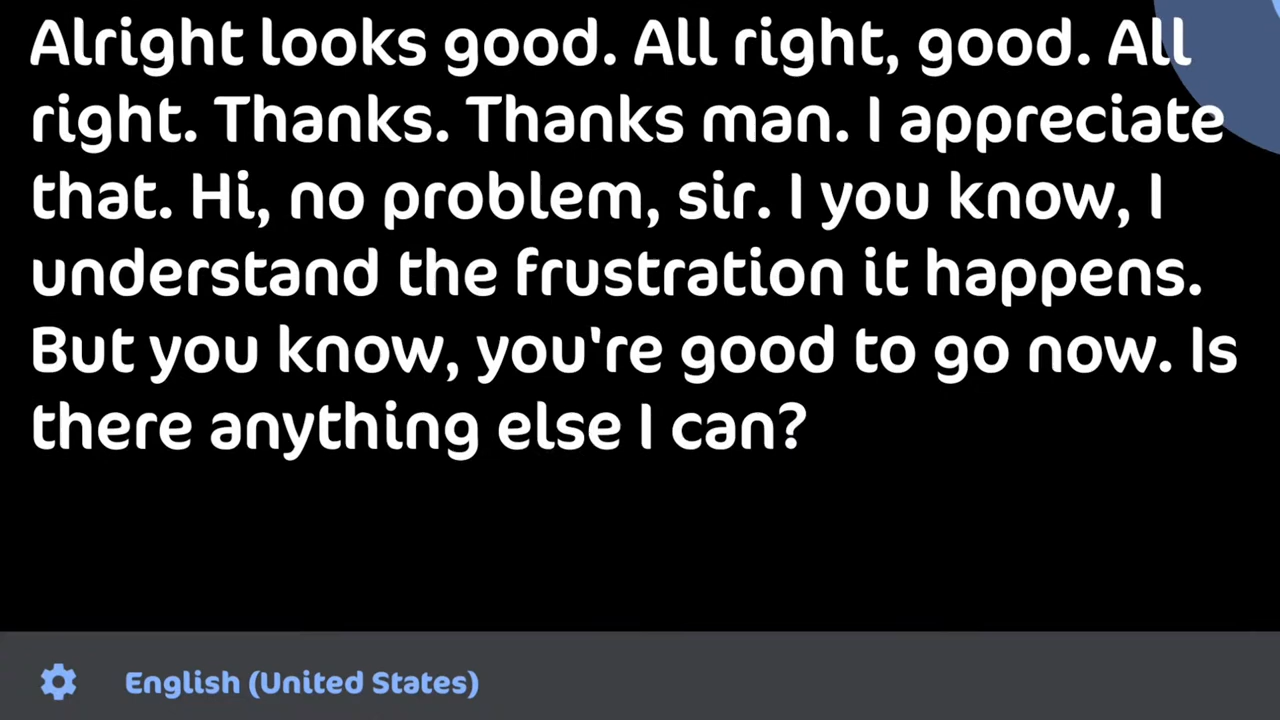 Alright looks good. All right, good. All
right. Thanks. Thanks man. I appreciate
that. Hi, no problem, sir. I you know, I
understand the frustration it happens.
But you know, you're good to go now. Is
there anything else I can?
English (United States)